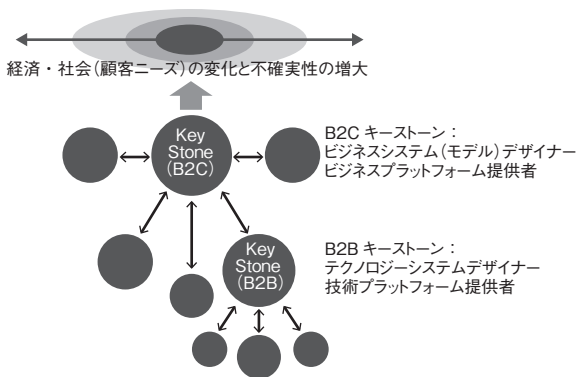 経済・社会（顧客ニーズ）の変化と不確実性の増大
Key
Stone
(B2C)
B2C キーストーン：
ビジネスシステム（モデル）デザイナー
ビジネスプラットフォーム提供者
Key
Stone
(B2B)
B2B キーストーン：
テクノロジーシステムデザイナー
技術プラットフォーム提供者